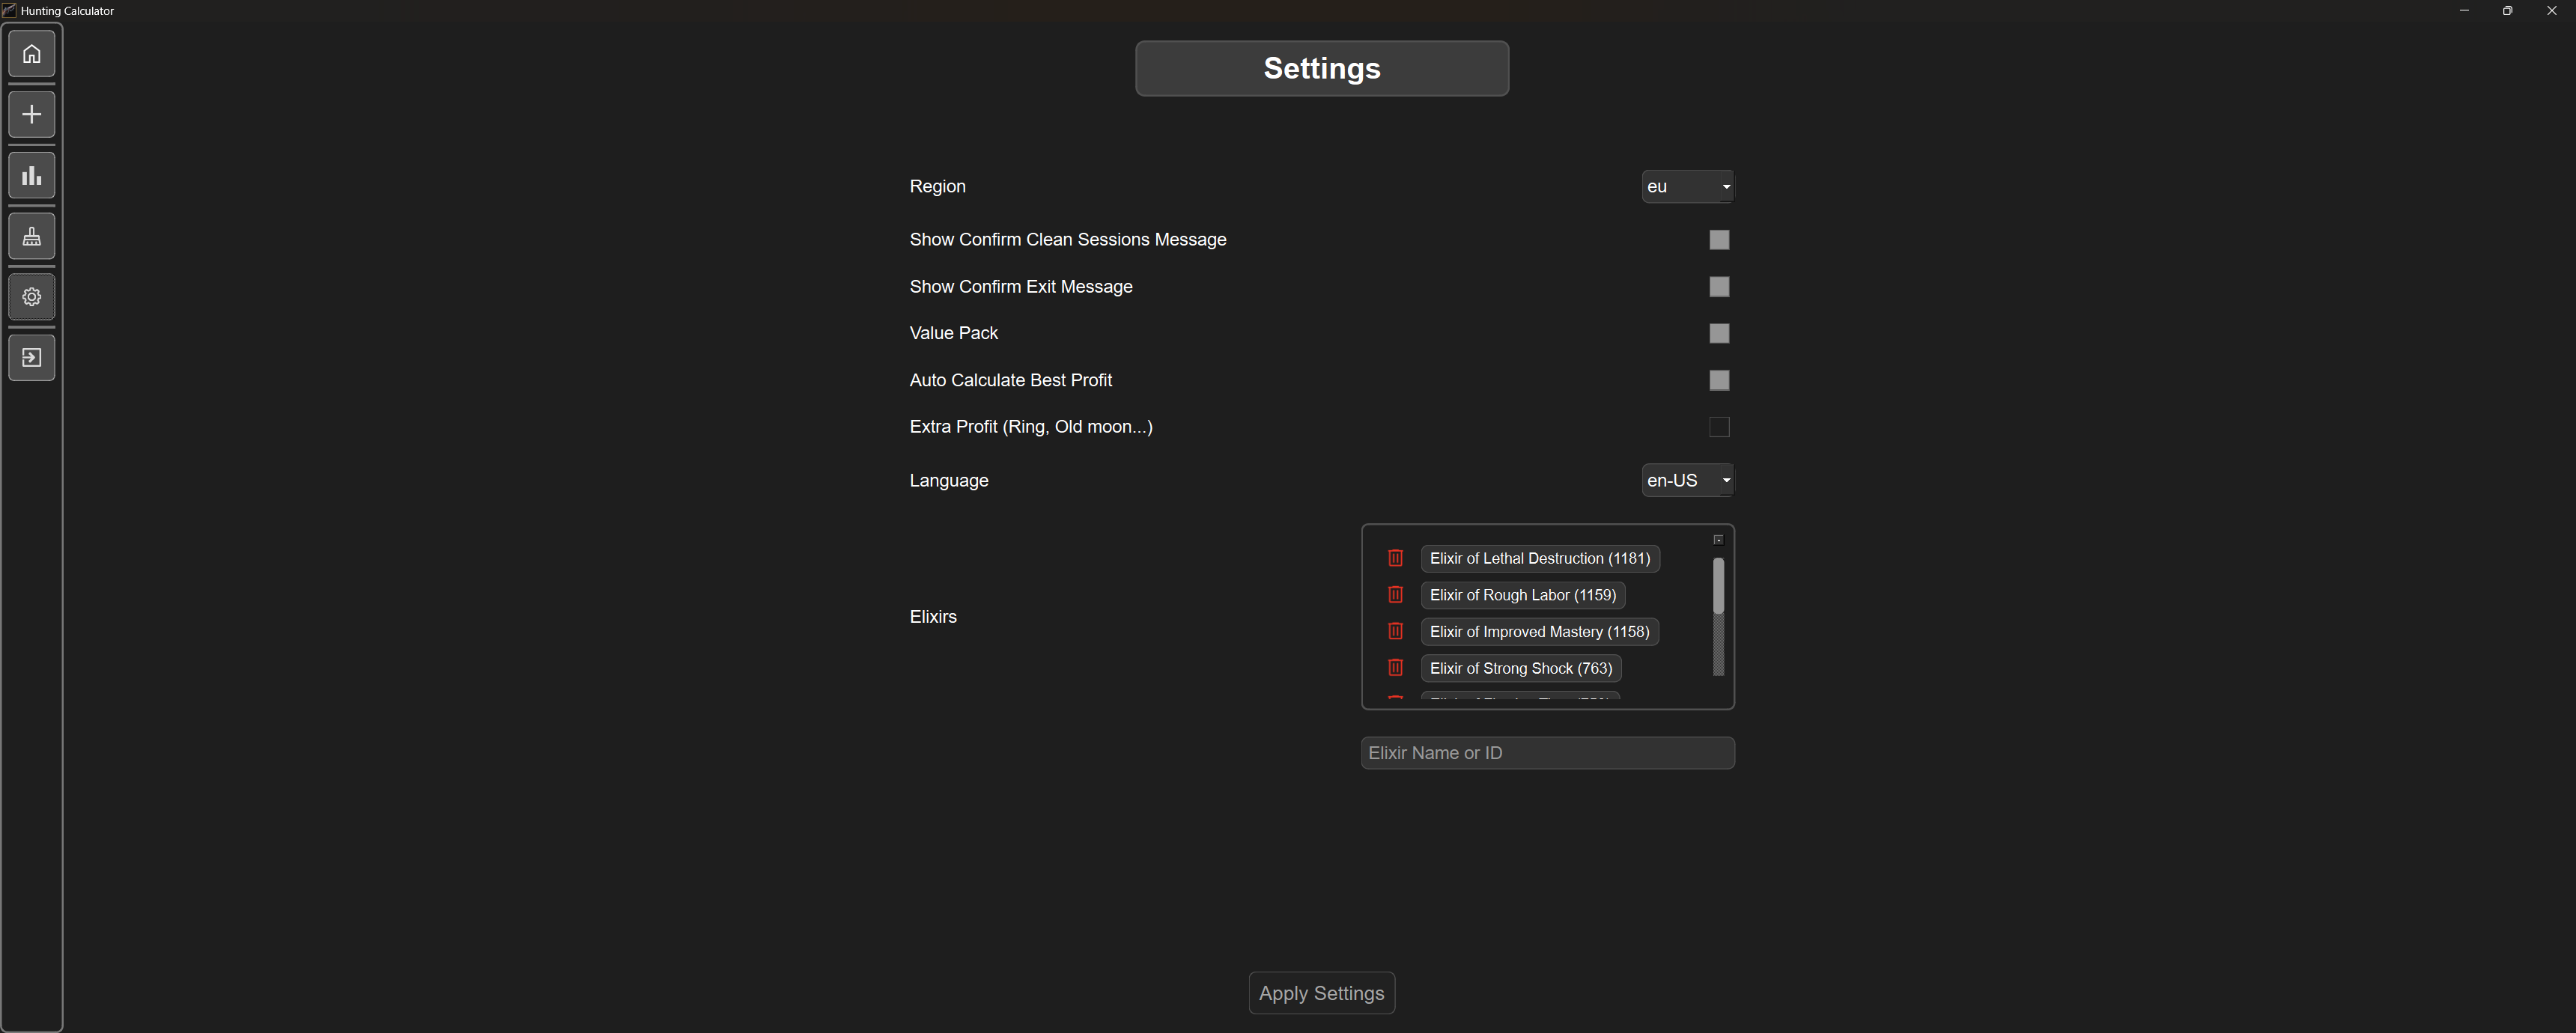 Hunting Calculator
Settings
Region
eu
Show Confirm Clean Sessions Message
Show Confirm Exit Message
Value Pack
Auto Calculate Best Profit
Extra Profit (Ring, Old moon...)
Language
en-US
Elixirs
Elixir of Lethal Destruction (1181)
Elixir of Rough Labor (1159)
Elixir of Improved Mastery (1158)
Elixir of Strong Shock (763)
Elixir Name or ID
Apply Settings